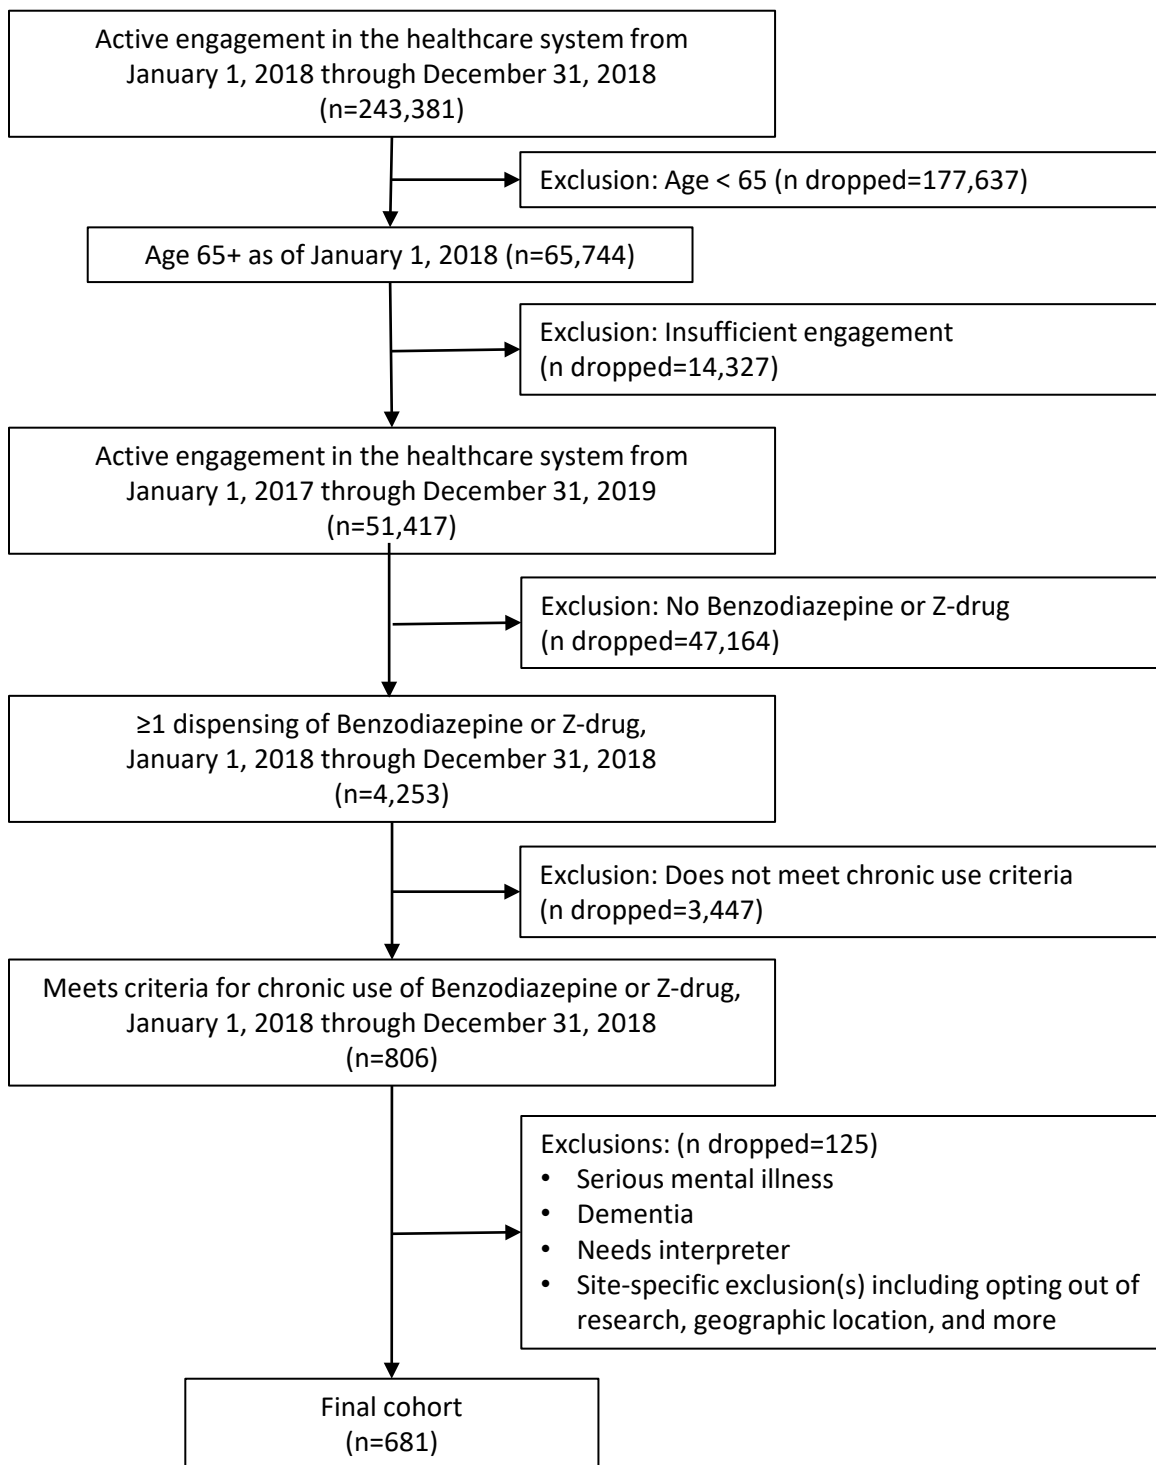 Active engagement in the healthcare system from
January 1, 2018 through December 31, 2018
(n=243,381)
Exclusion: Age < 65 (n dropped=177,637)
Age 65+ as of January 1, 2018 (n=65,744)
Exclusion: Insufficient engagement
(n dropped=14,327)
Active engagement in the healthcare system from
January 1, 2017 through December 31, 2019
(n=51,417)
Exclusion: No Benzodiazepine or Z-drug
(n dropped=47,164)
≥1 dispensing of Benzodiazepine or Z-drug,
January 1, 2018 through December 31, 2018
(n=4,253)
Exclusion: Does not meet chronic use criteria
(n dropped=3,447)
Meets criteria for chronic use of Benzodiazepine or Z-drug,
January 1, 2018 through December 31, 2018
(n=806)
Exclusions: (n dropped=125)
• Serious mental illness
• Dementia
• Needs interpreter
• Site-specific exclusion(s) including opting out of
research, geographic location, and more
Final cohort
(n=681)